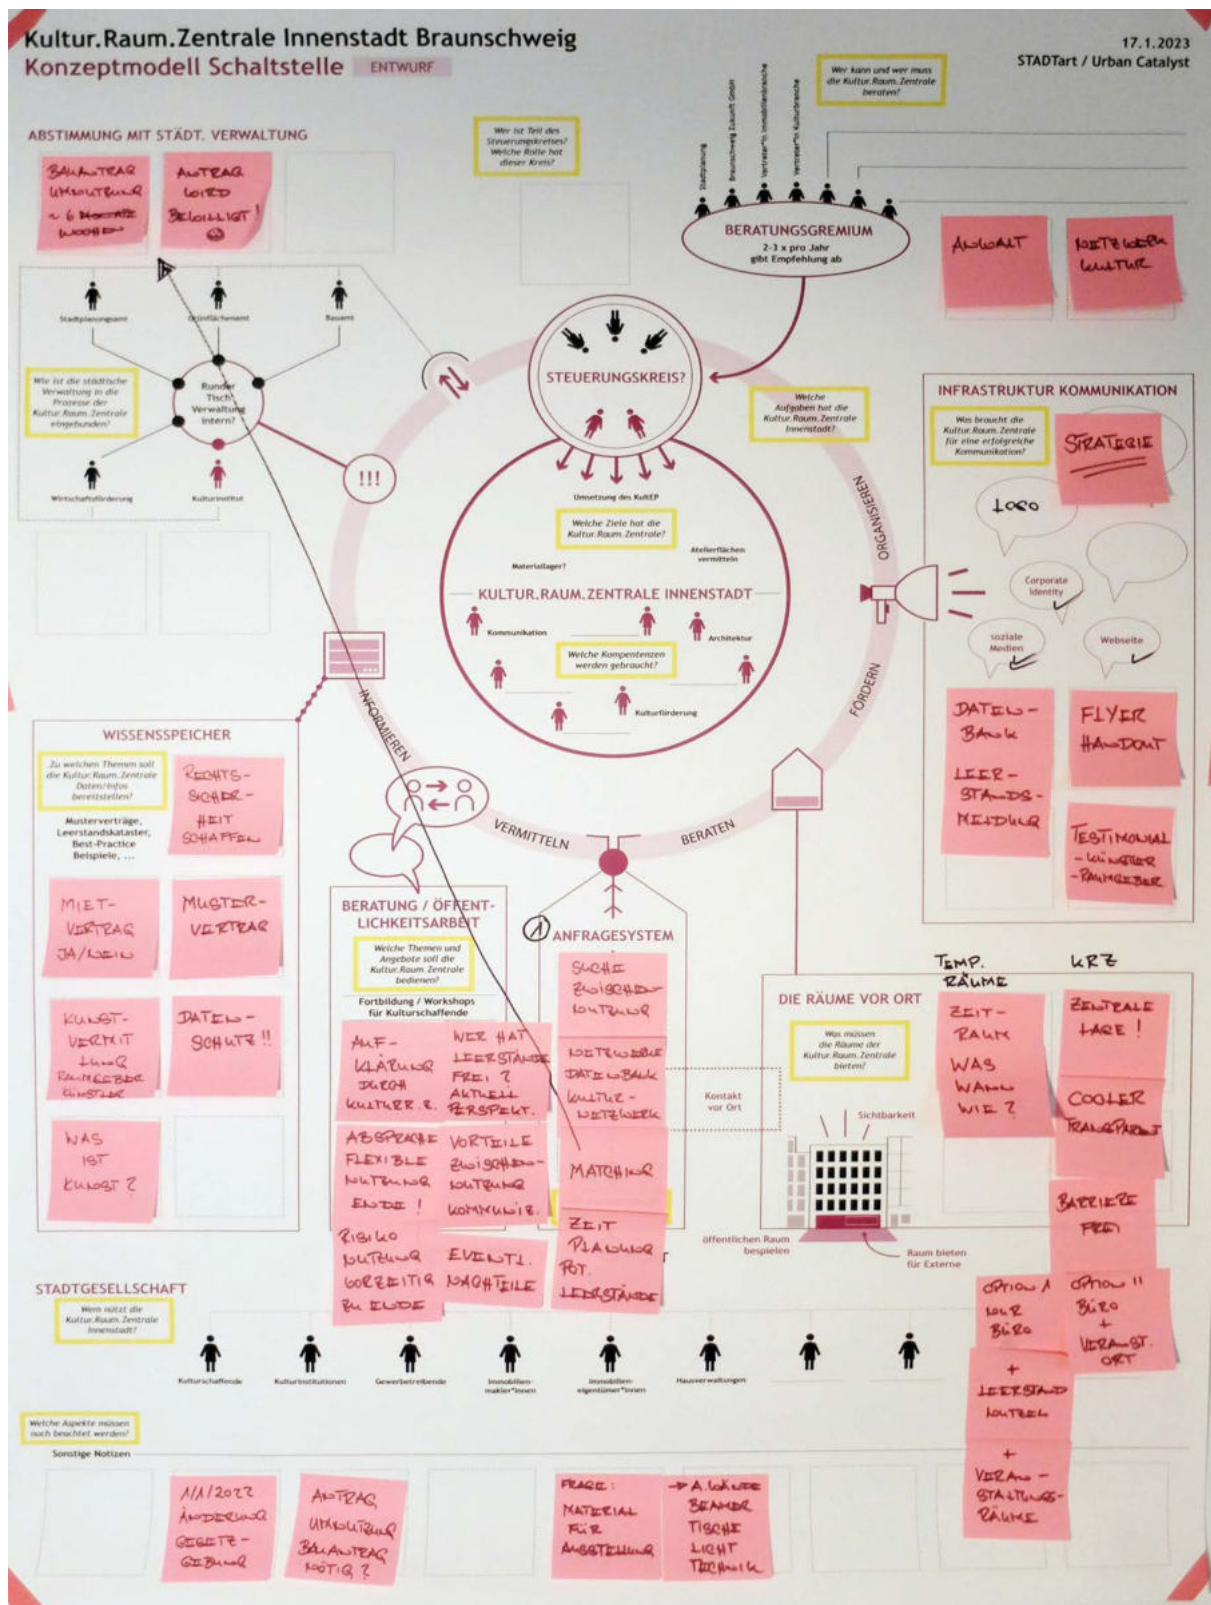 Kultur.Raum.Zentrale Innenstadt Braunschweig
Konzeptmodell Schaltstelle ENTWURF
17.1.2023
STADTart / Urban Catalyst
Wer kann und wer muss
die Kultur.Raum.Zentrale
beraten?
Wer ist Teil des
Steuerungskreises?
Welche Rolle hat
dieser Kreis?
Stadtplanung
Braunschweig Zukunft GmbH
Vertreter*in Immobilienbranche
Vertreter*in Kulturbranche
BERATUNGSGREMIUM
2-3 x pro Jahr
gibt Empfehlung ab
ANWALT
NETZWERK
KULTUR
ABSTIMMUNG MIT STÄDT. VERWALTUNG
BAUANTRAG
UMNUTZUNG
~ 6 MONATE
WOCHEN
ANTRAG
WIRD
BEWILLIGT!
Stadtplanungsamt
Grünflächenamt
Bauamt
Wie ist die städtische
Verwaltung in die
Prozesse der
Kultur.Raum.Zentrale
eingebunden?
Runder
Tisch
Verwaltung
intern?
Wirtschaftsförderung
Kulturinstitut
!!!
STEUERUNGSKREIS?
Welche
Aufgaben hat die
Kultur.Raum.Zentrale
Innenstadt?
Umsetzung des KultEP
Welche Ziele hat die
Kultur.Raum.Zentrale?
Atelierflächen
vermitteln
Materiallager?
KULTUR.RAUM.ZENTRALE INNENSTADT
Kommunikation
Architektur
Welche Kompentenzen
werden gebraucht?
Kulturförderung
ORGANISIEREN
FÖRDERN
BERATEN
VERMITTELN
INFORMIEREN
INFRASTRUKTUR KOMMUNIKATION
Was braucht die
Kultur.Raum.Zentrale
für eine erfolgreiche
Kommunikation?
STRATEGIE
LOGO
Corporate
Identity
soziale
Medien
Webseite
DATEN-
BANK
LEER-
STANDS-
MELDUNG
FLYER
HANDOUT
TESTIMONIAL
-KÜNSTLER
-RAUMGEBER
WISSENSSPEICHER
Zu welchen Themen soll
die Kultur.Raum.Zentrale
Daten/Infos
bereitstellen?
Musterverträge,
Leerstandskataster,
Best-Practice
Beispiele, ...
RECHTS-
SICHER-
HEIT
SCHAFFEN
MIET-
VERTRAG
JA/NEIN
MUSTER-
VERTRAG
KUNST-
VERMIT
TLUNG
RAUMGEBER
KÜNSTLER
DATEN-
SCHUTZ!!
WAS
IST
KUNST?
BERATUNG / ÖFFENT-
LICHKEITSARBEIT
Welche Themen und
Angebote soll die
Kultur.Raum.Zentrale
bedienen?
Fortbildung / Workshops
für Kulturschaffende
AUF-
KLÄRUNG
DURCH
KULTURR.Z.
WER HAT
LEERSTÄNDE
FREI?
AKTUELL
PERSPEKT.
ABSPRACHE
FLEXIBLE
NUTZUNG
ENDE!
VORTEILE
ZWISCHEN-
NUTZUNG
KOMMUNIZ.
RISIKO
NUTZUNG
VORZEITIG
ZU ENDE
EVENTL.
NACHTEILE
1
ANFRAGESYSTEM
SUCHE
ZWISCHEN-
NUTZUNG
NETZWERKE
DATENBANK
KULTUR-
NETZWERK
MATCHING
ZEIT
PLANUNG
POT.
LEERSTÄNDE
Kontakt
vor Ort
DIE RÄUME VOR ORT
Was müssen
die Räume der
Kultur.Raum.Zentrale
bieten?
Sichtbarkeit
öffentlichen Raum
bespielen
Raum bieten
für Externe
TEMP.
RÄUME
ZEIT-
RAUM
WAS
WANN
WIE?
KRZ
ZENTRALE
LAGE!
COOLER
TRANSPARENT
BARRIERE
FREI
OPTION I
NUR
BÜRO
+
LEERSTAND
NUTZEN
+
VERAN-
STALTUNGS-
RÄUME
OPTION II
BÜRO
+
VERANST.
ORT
STADTGESELLSCHAFT
Wem nützt die
Kultur.Raum.Zentrale
Innenstadt?
Kulturschaffende
Kulturinstitutionen
Gewerbetreibende
Immobilien-
makler*innen
Immobilien-
eigentümer*innen
Hausverwaltungen
Welche Aspekte müssen
noch beachtet werden?
Sonstige Notizen
1/1/2022
ÄNDERUNG
GESETZ-
GEBUNG
ANTRAG
UMNUTZUNG
BAUANTRAG
NÖTIG?
FRAGE:
MATERIAL
FÜR
AUSSTELLUNG
→ A.WÄNDE
BEAMER
TISCHE
LICHT
TECHNIK